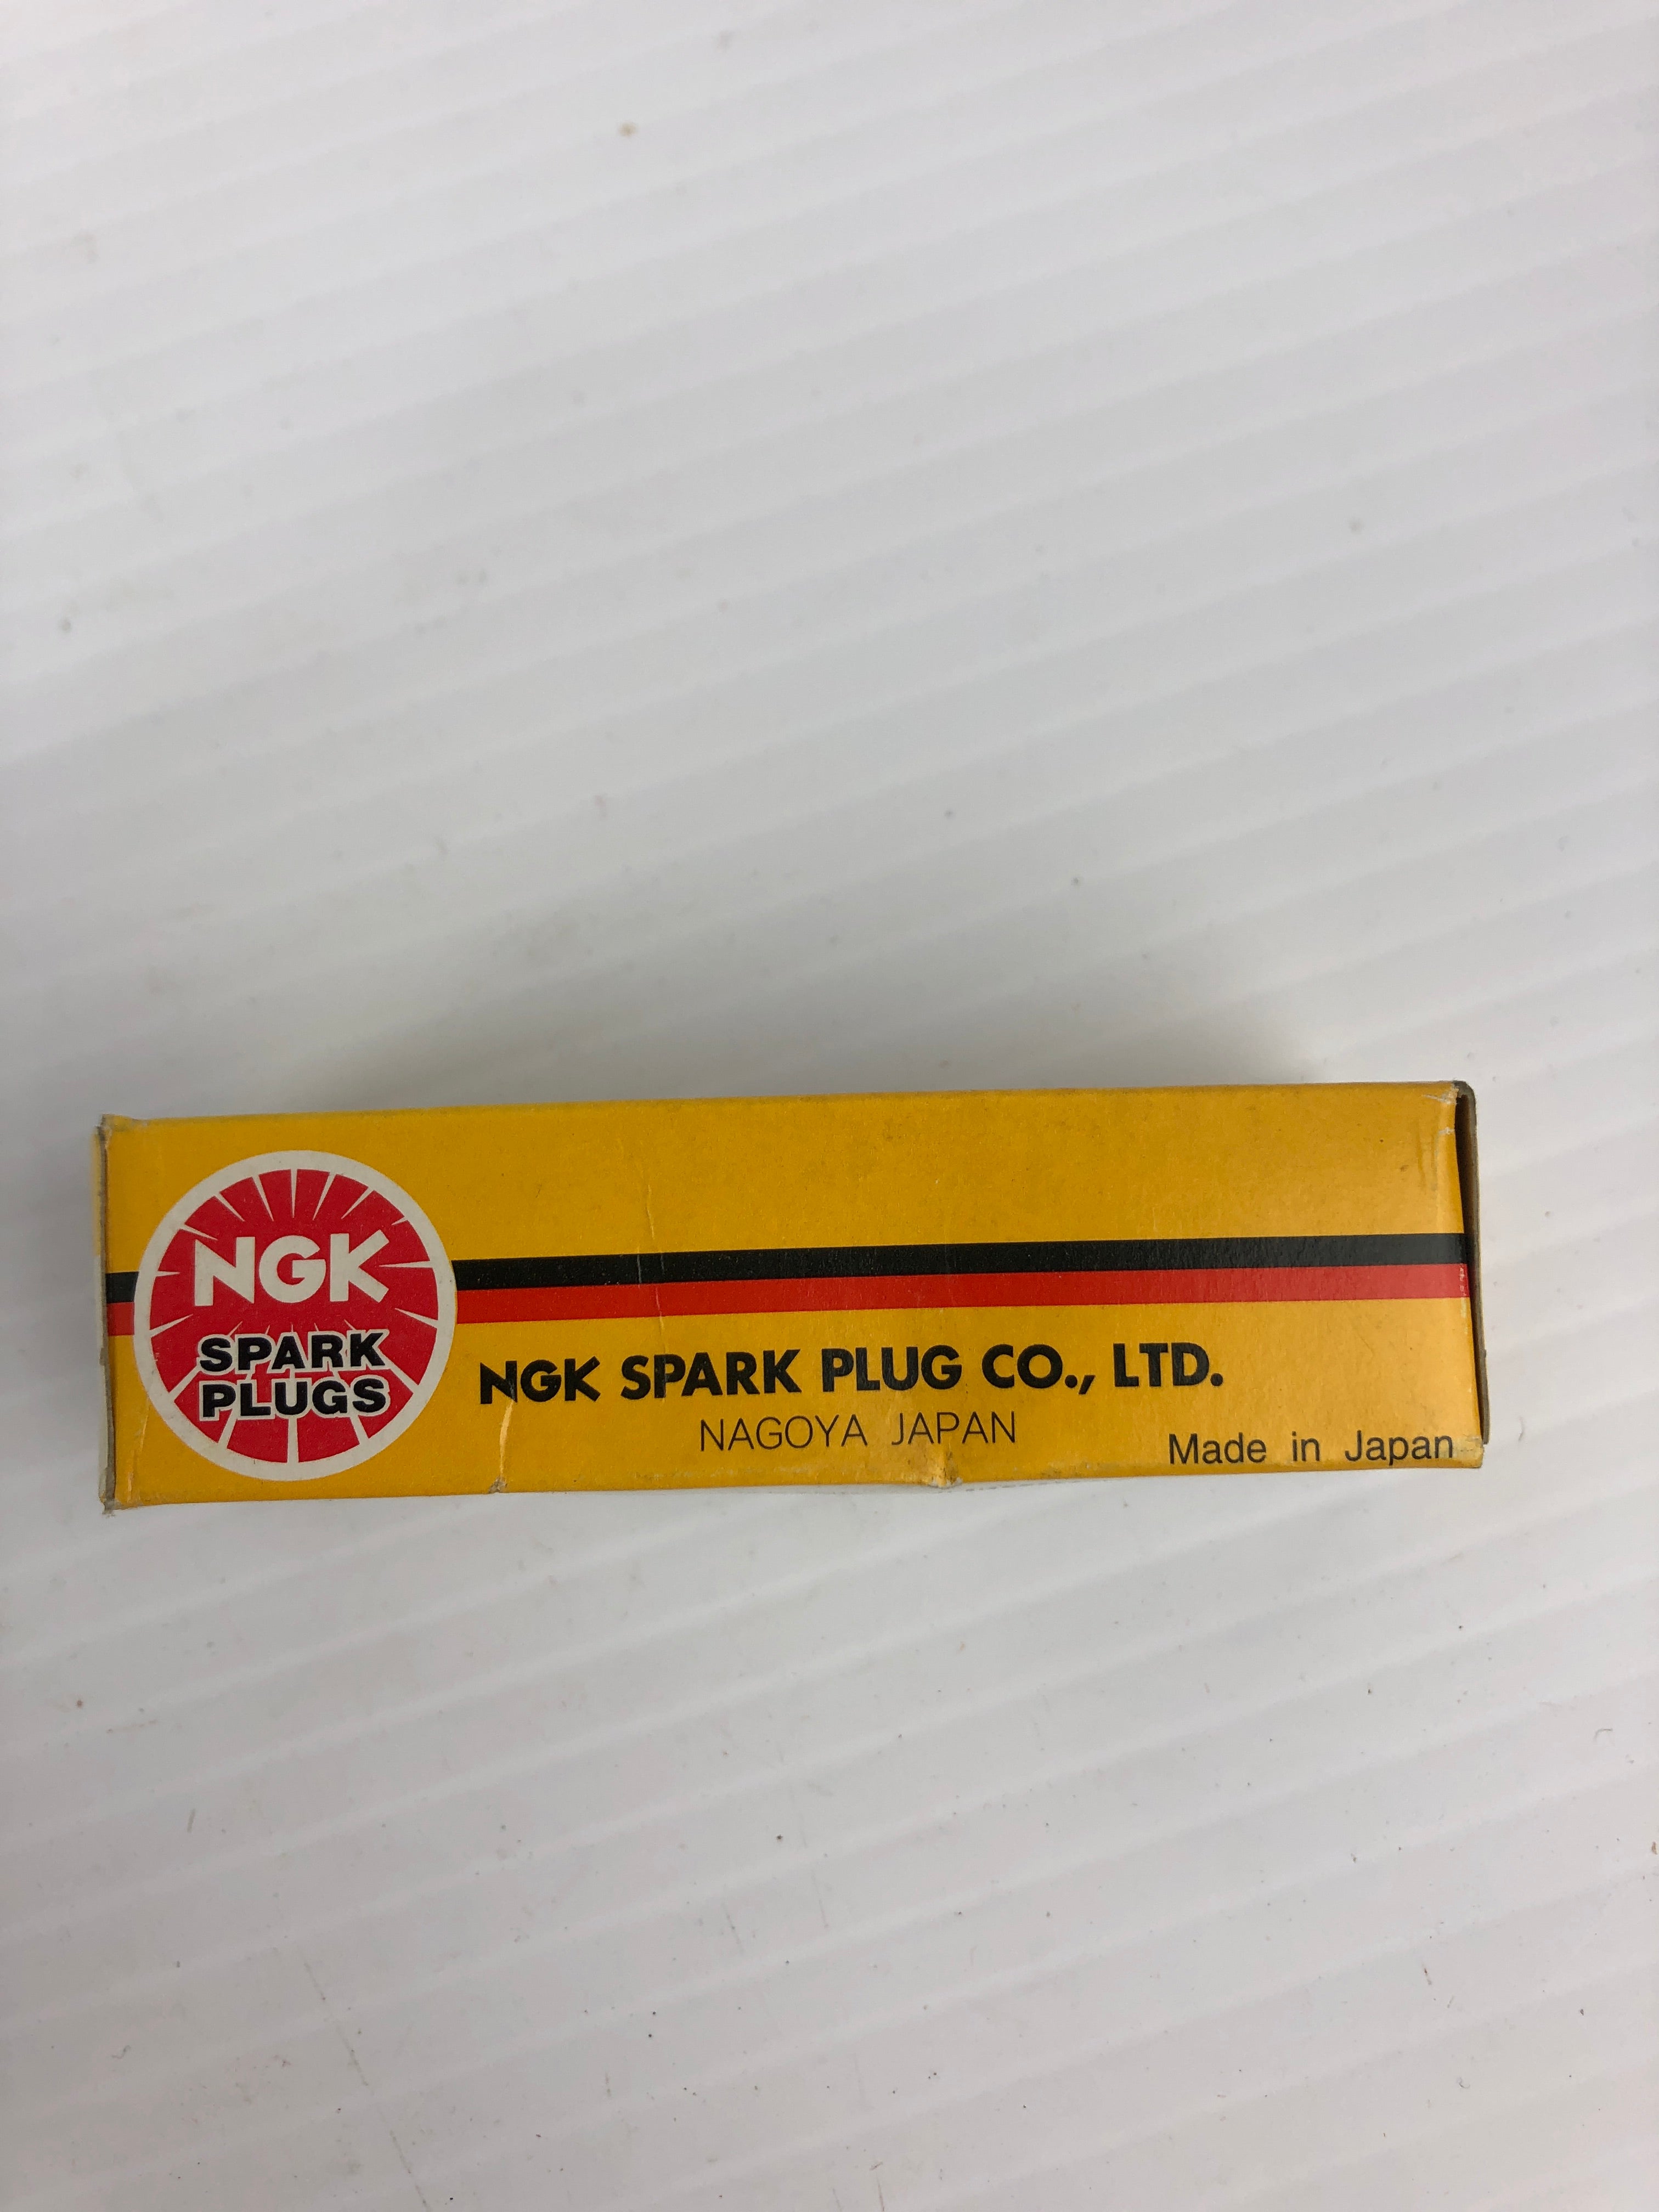 NGK
SPARK
PLUGS
NGK SPARK PLUG CO., LTD.
NAGOYA JAPAN
Made in Japan